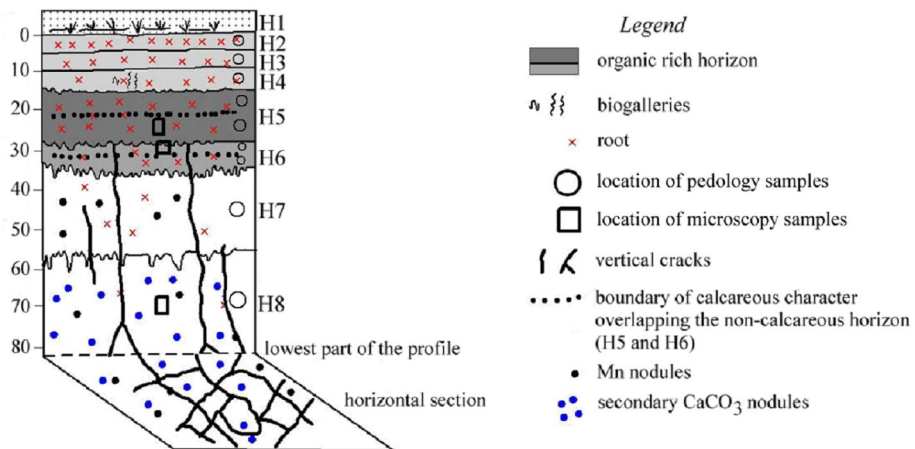 H1
0
H2
H3
10
H4
20
H5
30
H6
40
H7
50
60
70
H8
80
lowest part of the profile
horizontal section
Legend
organic rich horizon
biogalleries
root
location of pedology samples
location of microscopy samples
vertical cracks
boundary of calcareous character
overlapping the non-calcareous horizon
(H5 and H6)
Mn nodules
secondary CaCO3 nodules